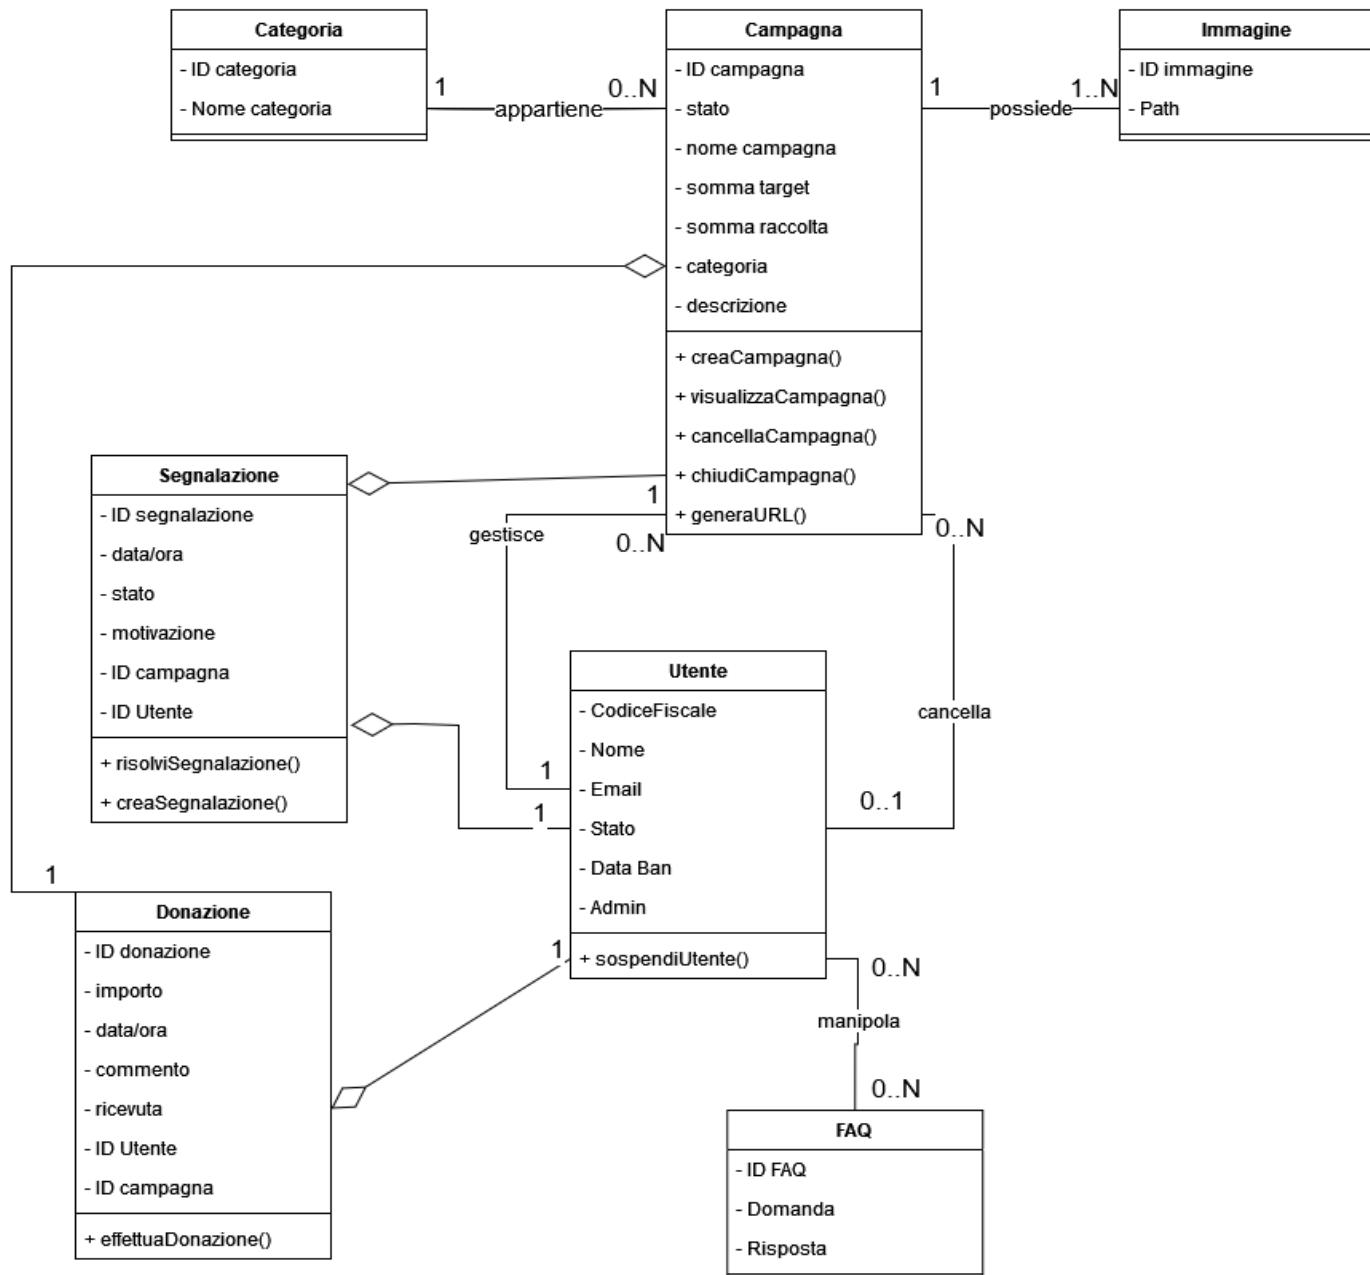 Categoria
- ID categoria
- Nome categoria
1
appartiene
0..N
Campagna
- ID campagna
- stato
- nome campagna
- somma target
- somma raccolta
- categoria
- descrizione
+ creaCampagna()
+ visualizzaCampagna()
+ cancellaCampagna()
+ chiudiCampagna()
+ generaURL()
1
possiede
1..N
Immagine
- ID immagine
- Path
Segnalazione
- ID segnalazione
- data/ora
- stato
- motivazione
- ID campagna
- ID Utente
+ risolviSegnalazione()
+ creaSegnalazione()
1
gestisce
0..N
0..N
cancella
0..1
1
1
Utente
- CodiceFiscale
- Nome
- Email
- Stato
- Data Ban
- Admin
+ sospendiUtente()
1
1
Donazione
- ID donazione
- importo
- data/ora
- commento
- ricevuta
- ID Utente
- ID campagna
+ effettuaDonazione()
0..N
manipola
0..N
FAQ
- ID FAQ
- Domanda
- Risposta